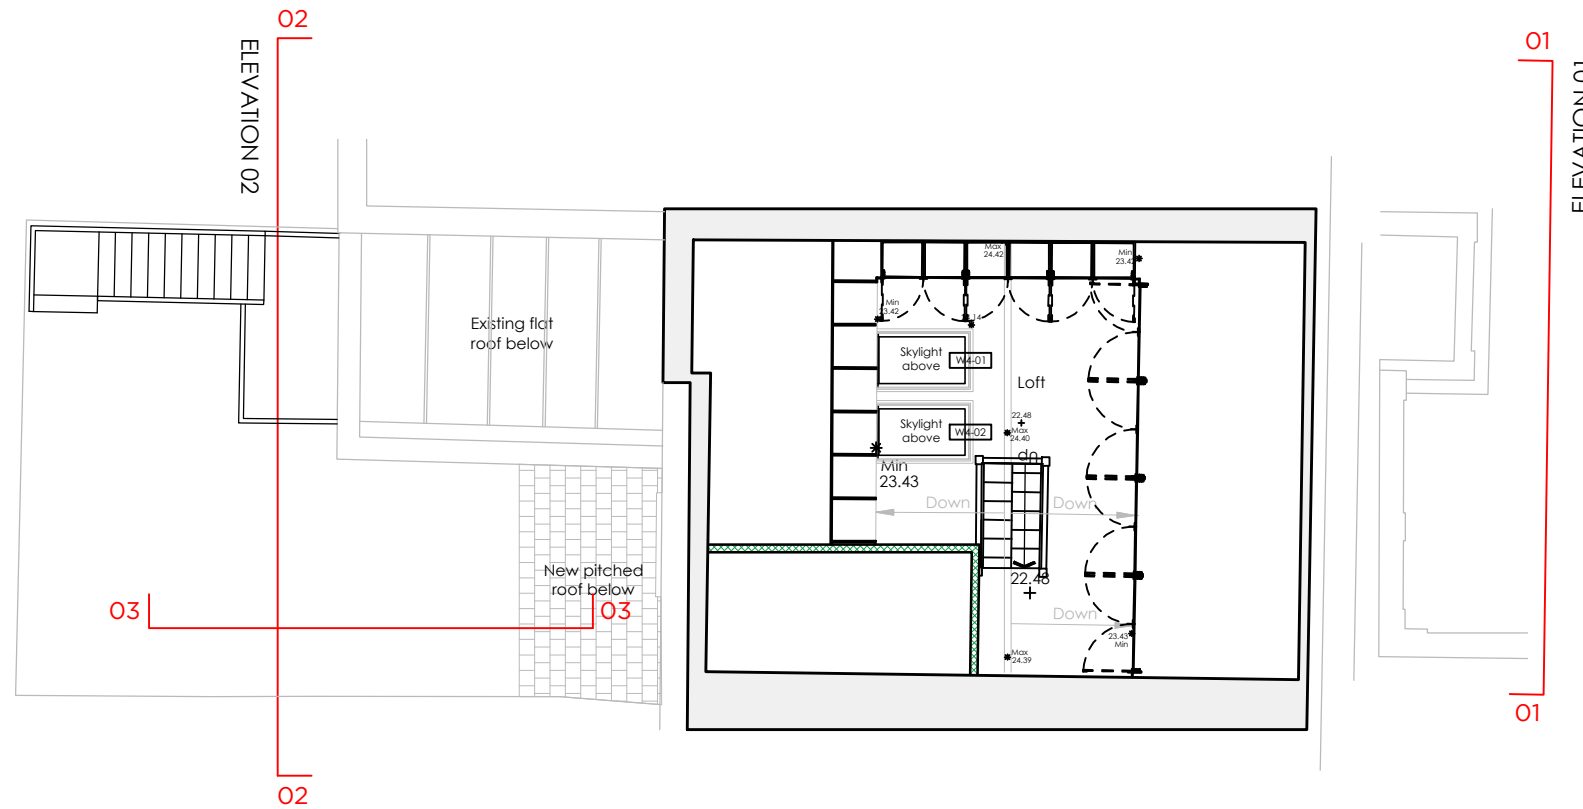 02
01
ELEVATION 02
ELEVATION 01
Max
24.42
Min
23.42
Min
23.42
Existing flat
roof below
Skylight
above
W4-01
Loft
22.48
Skylight
above
W4-02
Max
24.40
dn
Min
23.43
Down
Down
New pitched
roof below
22.48
03
03
Down
23.43
Min
Max
24.39
01
02